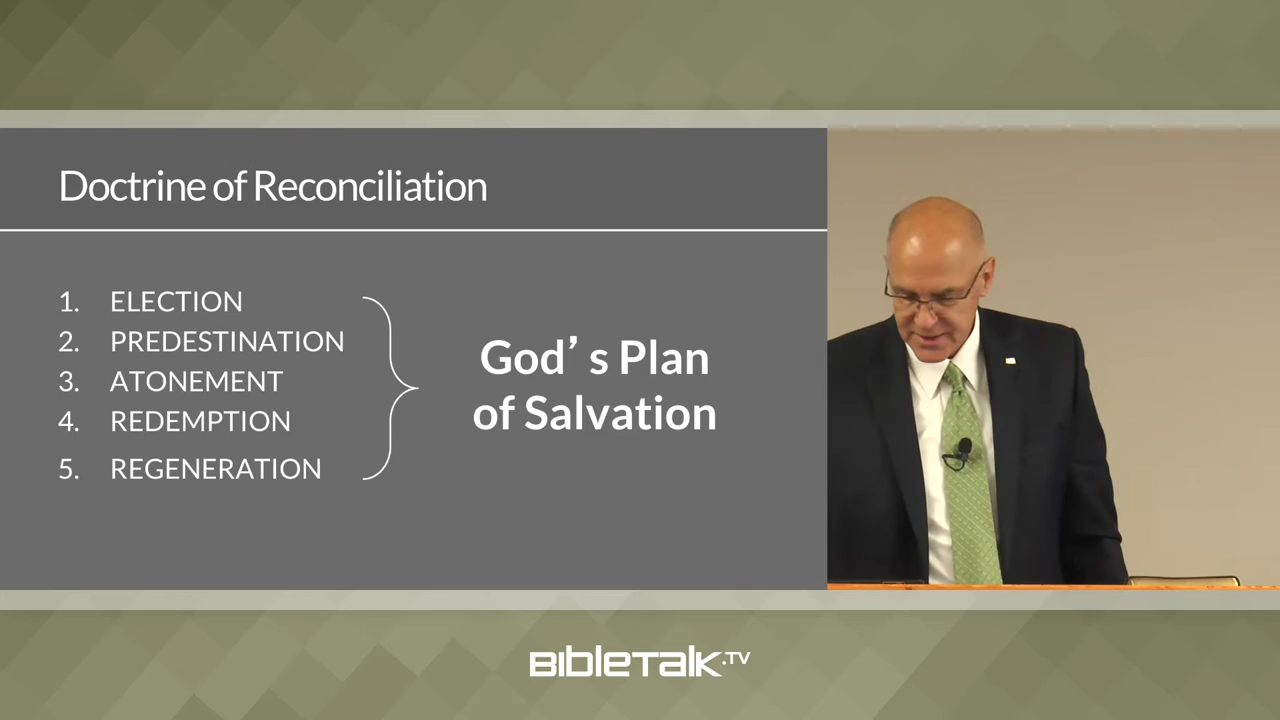 Doctrine of Reconciliation
1. ELECTION
2. PREDESTINATION
3. ATONEMENT
4. REDEMPTION
5. REGENERATION
God’ s Plan
of Salvation
BibleTalk.TV